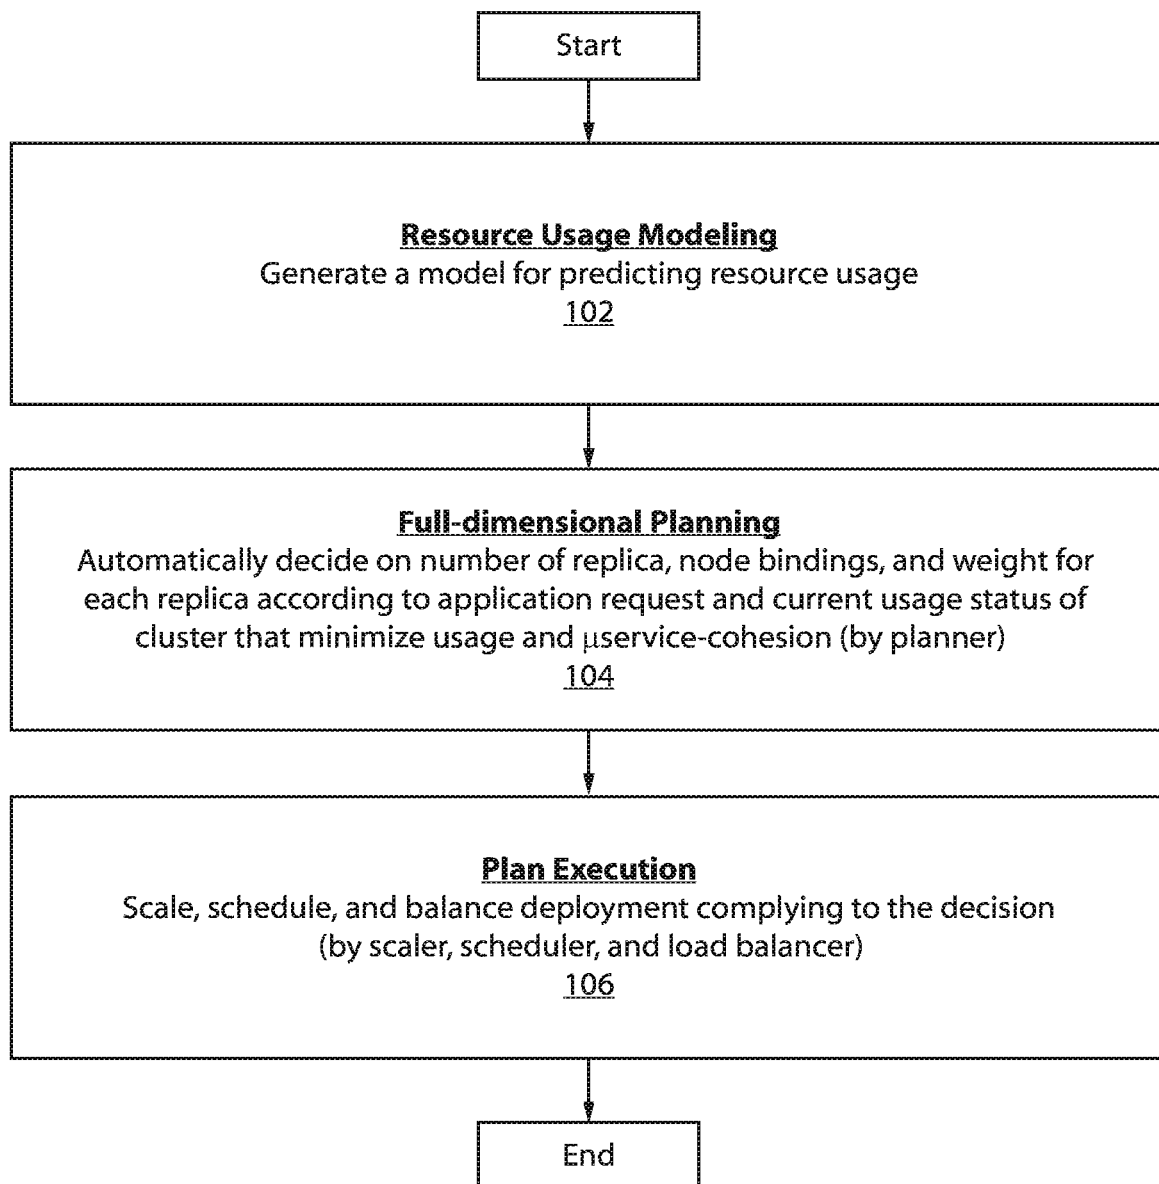 Start
Resource Usage Modeling
Generate a model for predicting resource usage
102
Full-dimensional Planning
Automatically decide on number of replica, node bindings, and weight for
each replica according to application request and current usage status of
cluster that minimize usage and μservice-cohesion (by planner)
104
Plan Execution
Scale, schedule, and balance deployment complying to the decision
(by scaler, scheduler, and load balancer)
106
End